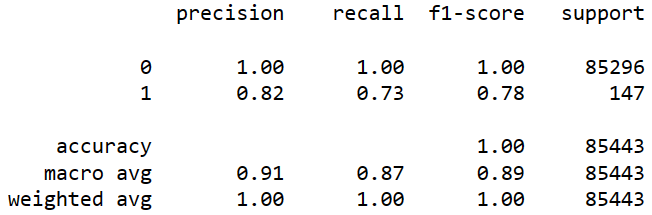 precision recall f1-score support
0 1.00 1.00 1.00 85296
1 0.82 0.73 0.78 147
accuracy 1.00 85443
macro avg 0.91 0.87 0.89 85443
weighted avg 1.00 1.00 1.00 85443